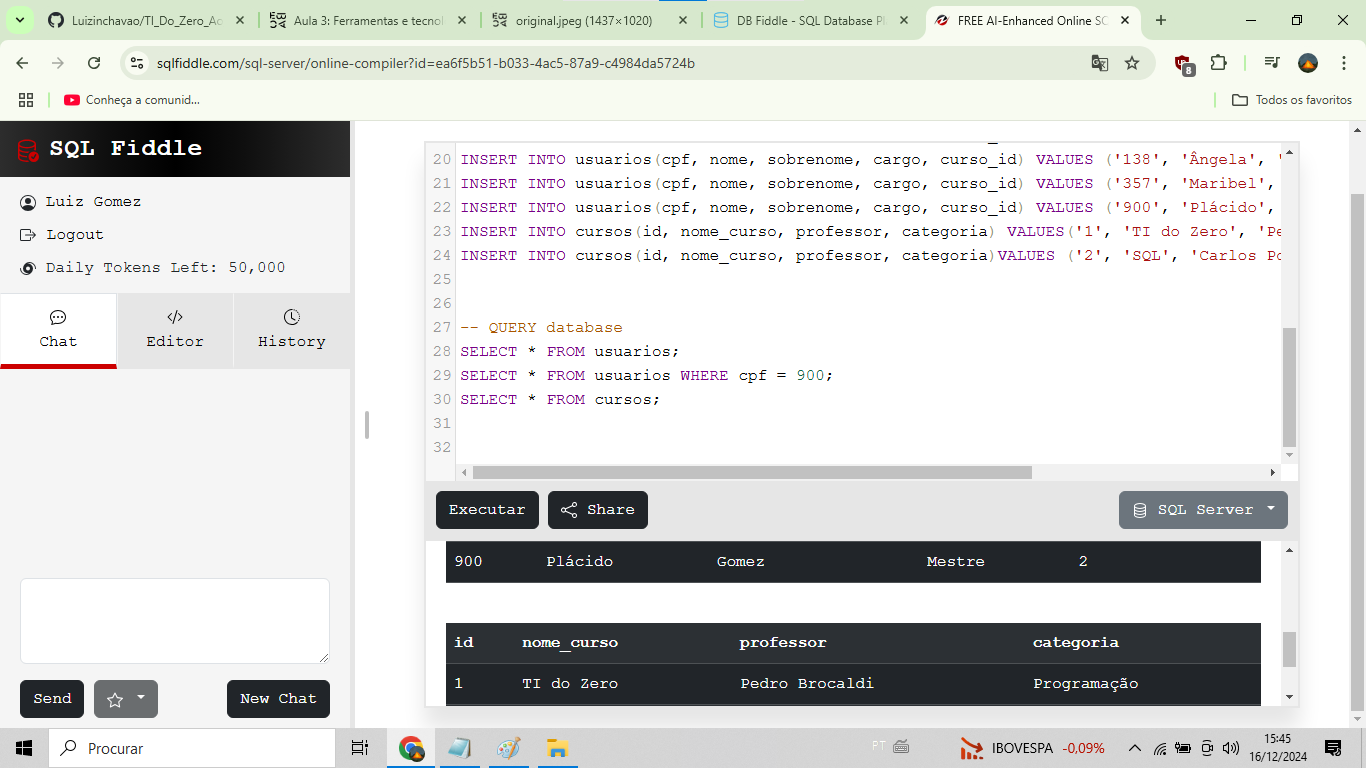 Luizinchavao/TI_Do_Zero_Ao
Aula 3: Ferramentas e tecnol
original.jpeg (1437×1020)
DB Fiddle - SQL Database Pl
FREE AI-Enhanced Online SC
sqlfiddle.com/sql-server/online-compiler?id=ea6f5b51-b033-4ac5-87a9-c4984da5724b
8
Conheça a comunid...
Todos os favoritos
SQL Fiddle
Luiz Gomez
Logout
Daily Tokens Left: 50,000
Chat
Editor
History
Send
New Chat
20 INSERT INTO usuarios(cpf, nome, sobrenome, cargo, curso_id) VALUES ('138', 'Ângela', '
21 INSERT INTO usuarios(cpf, nome, sobrenome, cargo, curso_id) VALUES ('357', 'Maribel',
22 INSERT INTO usuarios(cpf, nome, sobrenome, cargo, curso_id) VALUES ('900', 'Plácido',
23 INSERT INTO cursos(id, nome_curso, professor, categoria) VALUES('1', 'TI do Zero', 'Pe
24 INSERT INTO cursos(id, nome_curso, professor, categoria)VALUES ('2', 'SQL', 'Carlos Po
25
26
27 -- QUERY database
28 SELECT * FROM usuarios;
29 SELECT * FROM usuarios WHERE cpf = 900;
30 SELECT * FROM cursos;
31
32
Executar
Share
SQL Server
900 Plácido Gomez Mestre 2
id nome_curso professor categoria
1 TI do Zero Pedro Brocaldi Programação
Procurar
PT
IBOVESPA -0,09%
15:45
16/12/2024